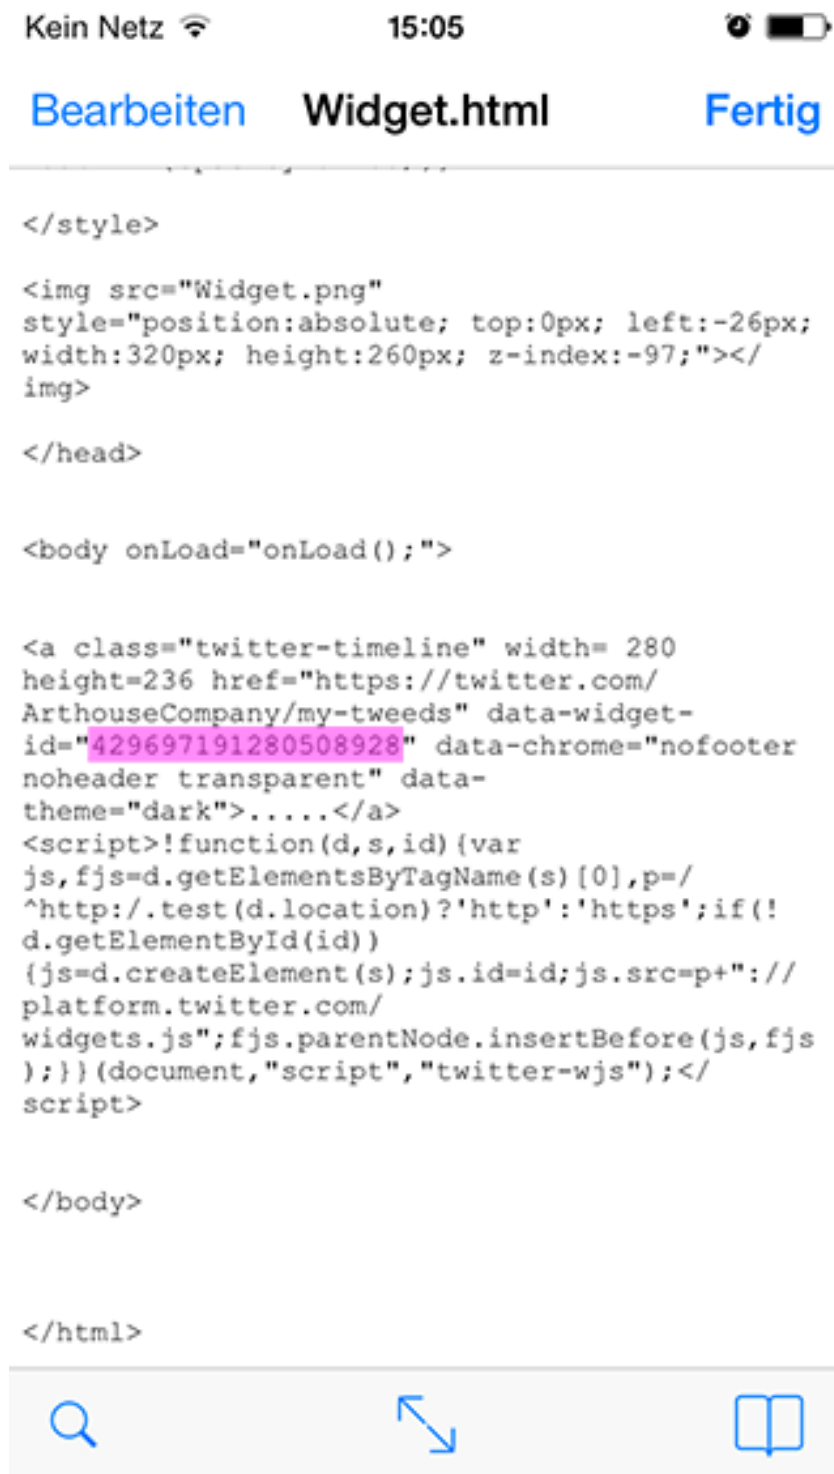 Kein Netz 15:05
Bearbeiten Widget.html Fertig
</style>
<img src="Widget.png"
style="position:absolute; top:0px; left:-26px;
width:320px; height:260px; z-index:-97;"></
img>
</head>
<body onLoad="onLoad();">
<a class="twitter-timeline" width= 280
height=236 href="https://twitter.com/
ArthouseCompany/my-tweeds" data-widget-
id="429697191280508928" data-chrome="nofooter
noheader transparent" data-
theme="dark">.....</a>
<script>!function(d,s,id){var
js,fjs=d.getElementsByTagName(s)[0],p=/
^http:/.test(d.location)?'http':'https';if(!
d.getElementById(id))
{js=d.createElement(s);js.id=id;js.src=p+"://
platform.twitter.com/
widgets.js";fjs.parentNode.insertBefore(js,fjs
);}}(document,"script","twitter-wjs");</
script>
</body>
</html>